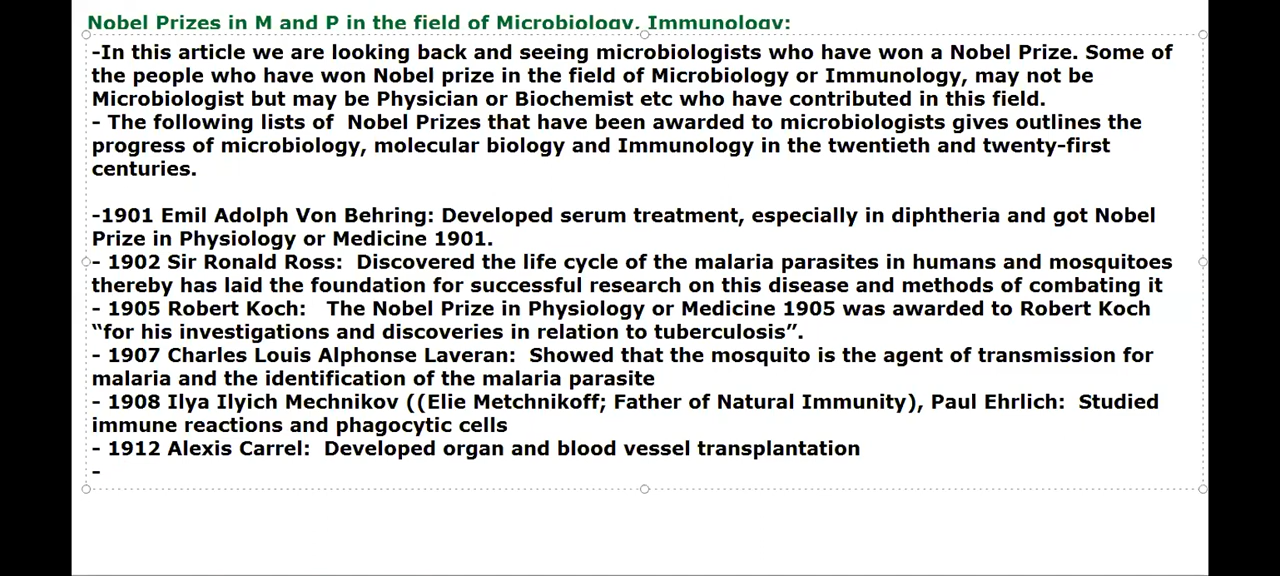 Nobel Prizes in M and P in the field of Microbiology, Immunology:
-In this article we are looking back and seeing microbiologists who have won a Nobel Prize. Some of
the people who have won Nobel prize in the field of Microbiology or Immunology, may not be
Microbiologist but may be Physician or Biochemist etc who have contributed in this field.
- The following lists of  Nobel Prizes that have been awarded to microbiologists gives outlines the
progress of microbiology, molecular biology and Immunology in the twentieth and twenty-first
centuries.
-1901 Emil Adolph Von Behring: Developed serum treatment, especially in diphtheria and got Nobel
Prize in Physiology or Medicine 1901.
- 1902 Sir Ronald Ross:  Discovered the life cycle of the malaria parasites in humans and mosquitoes
thereby has laid the foundation for successful research on this disease and methods of combating it
- 1905 Robert Koch:   The Nobel Prize in Physiology or Medicine 1905 was awarded to Robert Koch
“for his investigations and discoveries in relation to tuberculosis”.
- 1907 Charles Louis Alphonse Laveran:  Showed that the mosquito is the agent of transmission for
malaria and the identification of the malaria parasite
- 1908 Ilya Ilyich Mechnikov ((Elie Metchnikoff; Father of Natural Immunity), Paul Ehrlich:  Studied
immune reactions and phagocytic cells
- 1912 Alexis Carrel:  Developed organ and blood vessel transplantation
-